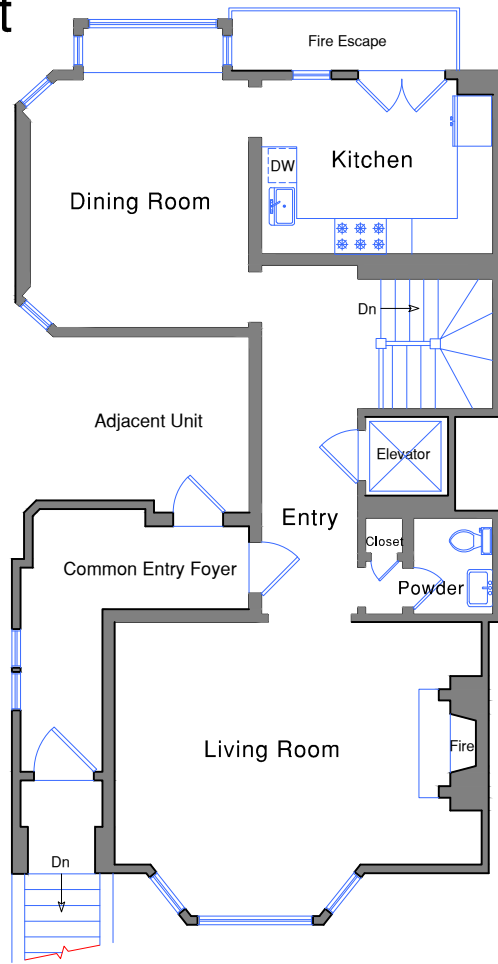 t
Fire Escape
Kitchen
DW
Dining Room
Dn
Adjacent Unit
Elevator
Entry
Closet
Common Entry Foyer
Powder
Living Room
Fire
Dn